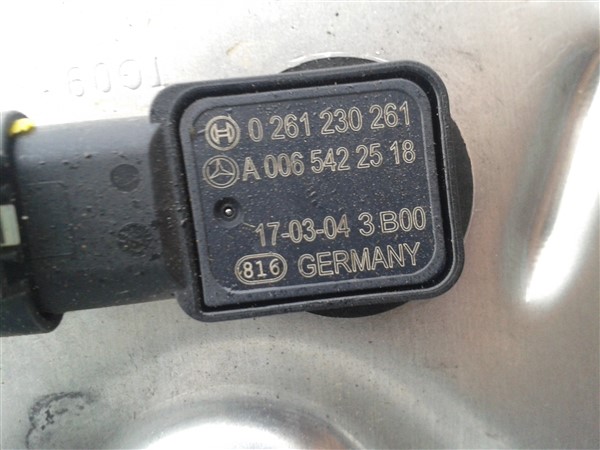 0 261 230 261
A 006 542 25 18
17-03-04 3 B00
816 GERMANY